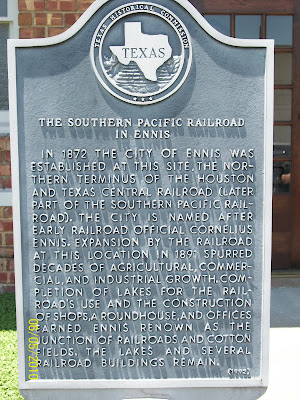 TEXAS HISTORICAL COMMISSION
TEXAS
THE SOUTHERN PACIFIC RAILROAD
IN ENNIS
IN 1872 THE CITY OF ENNIS WAS
ESTABLISHED AT THIS SITE, THE NOR-
THERN TERMINUS OF THE HOUSTON
AND TEXAS CENTRAL RAILROAD (LATER
PART OF THE SOUTHERN PACIFIC RAIL-
ROAD). THE CITY IS NAMED AFTER
EARLY RAILROAD OFFICIAL CORNELIUS
ENNIS. EXPANSION BY THE RAILROAD
AT THIS LOCATION IN 1891 SPURRED
DECADES OF AGRICULTURAL, COMMER-
CIAL, AND INDUSTRIAL GROWTH. COM-
PLETION OF LAKES FOR THE RAIL-
ROAD'S USE AND THE CONSTRUCTION
OF SHOPS, A ROUNDHOUSE, AND OFFICES
EARNED ENNIS RENOWN AS THE
JUNCTION OF RAILROADS AND COTTON
FIELDS. THE LAKES AND SEVERAL
RAILROAD BUILDINGS REMAIN.